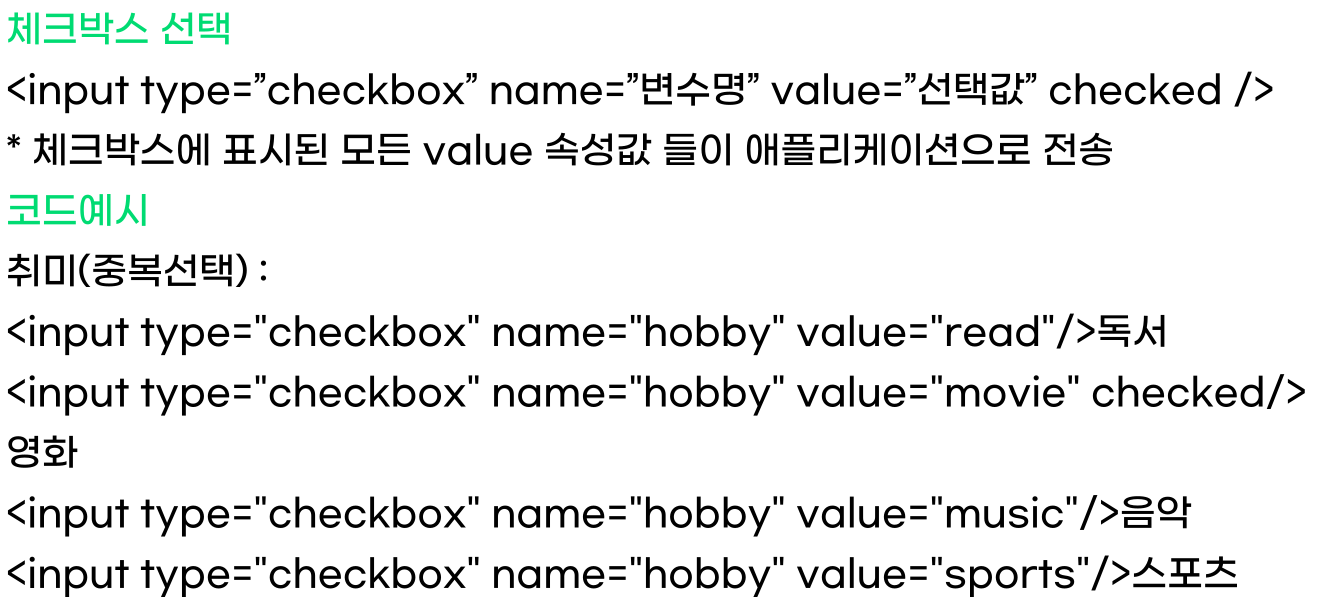 체크박스 선택
<input type=”checkbox” name=”변수명” value=”선택값” checked />
* 체크박스에 표시된 모든 value 속성값 들이 애플리케이션으로 전송
코드예시
취미(중복선택) :
<input type="checkbox" name="hobby" value="read"/>독서
<input type="checkbox" name="hobby" value="movie" checked/>
영화
<input type="checkbox" name="hobby" value="music"/>음악
<input type="checkbox" name="hobby" value="sports"/>스포츠